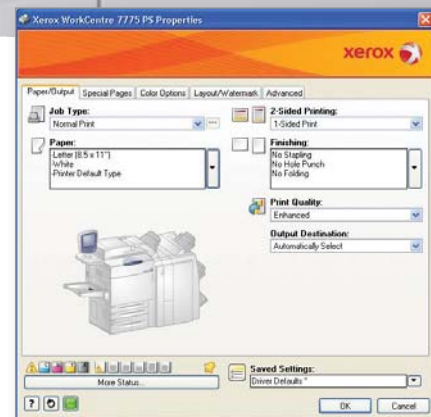 Xerox WorkCentre 7775 PS Properties
xerox
Paper/Output
Special Pages
Color Options
Layout/Watermark
Advanced
Job Type:
Normal Print
Paper:
-Letter (8.5 x 11")
-White
-Printer Default Type
2-Sided Printing:
1-Sided Print
Finishing:
No Stapling
No Hole Punch
No Folding
Print Quality:
Enhanced
Output Destination:
Automatically Select
More Status...
Saved Settings:
Driver Defaults *
?
OK
Cancel